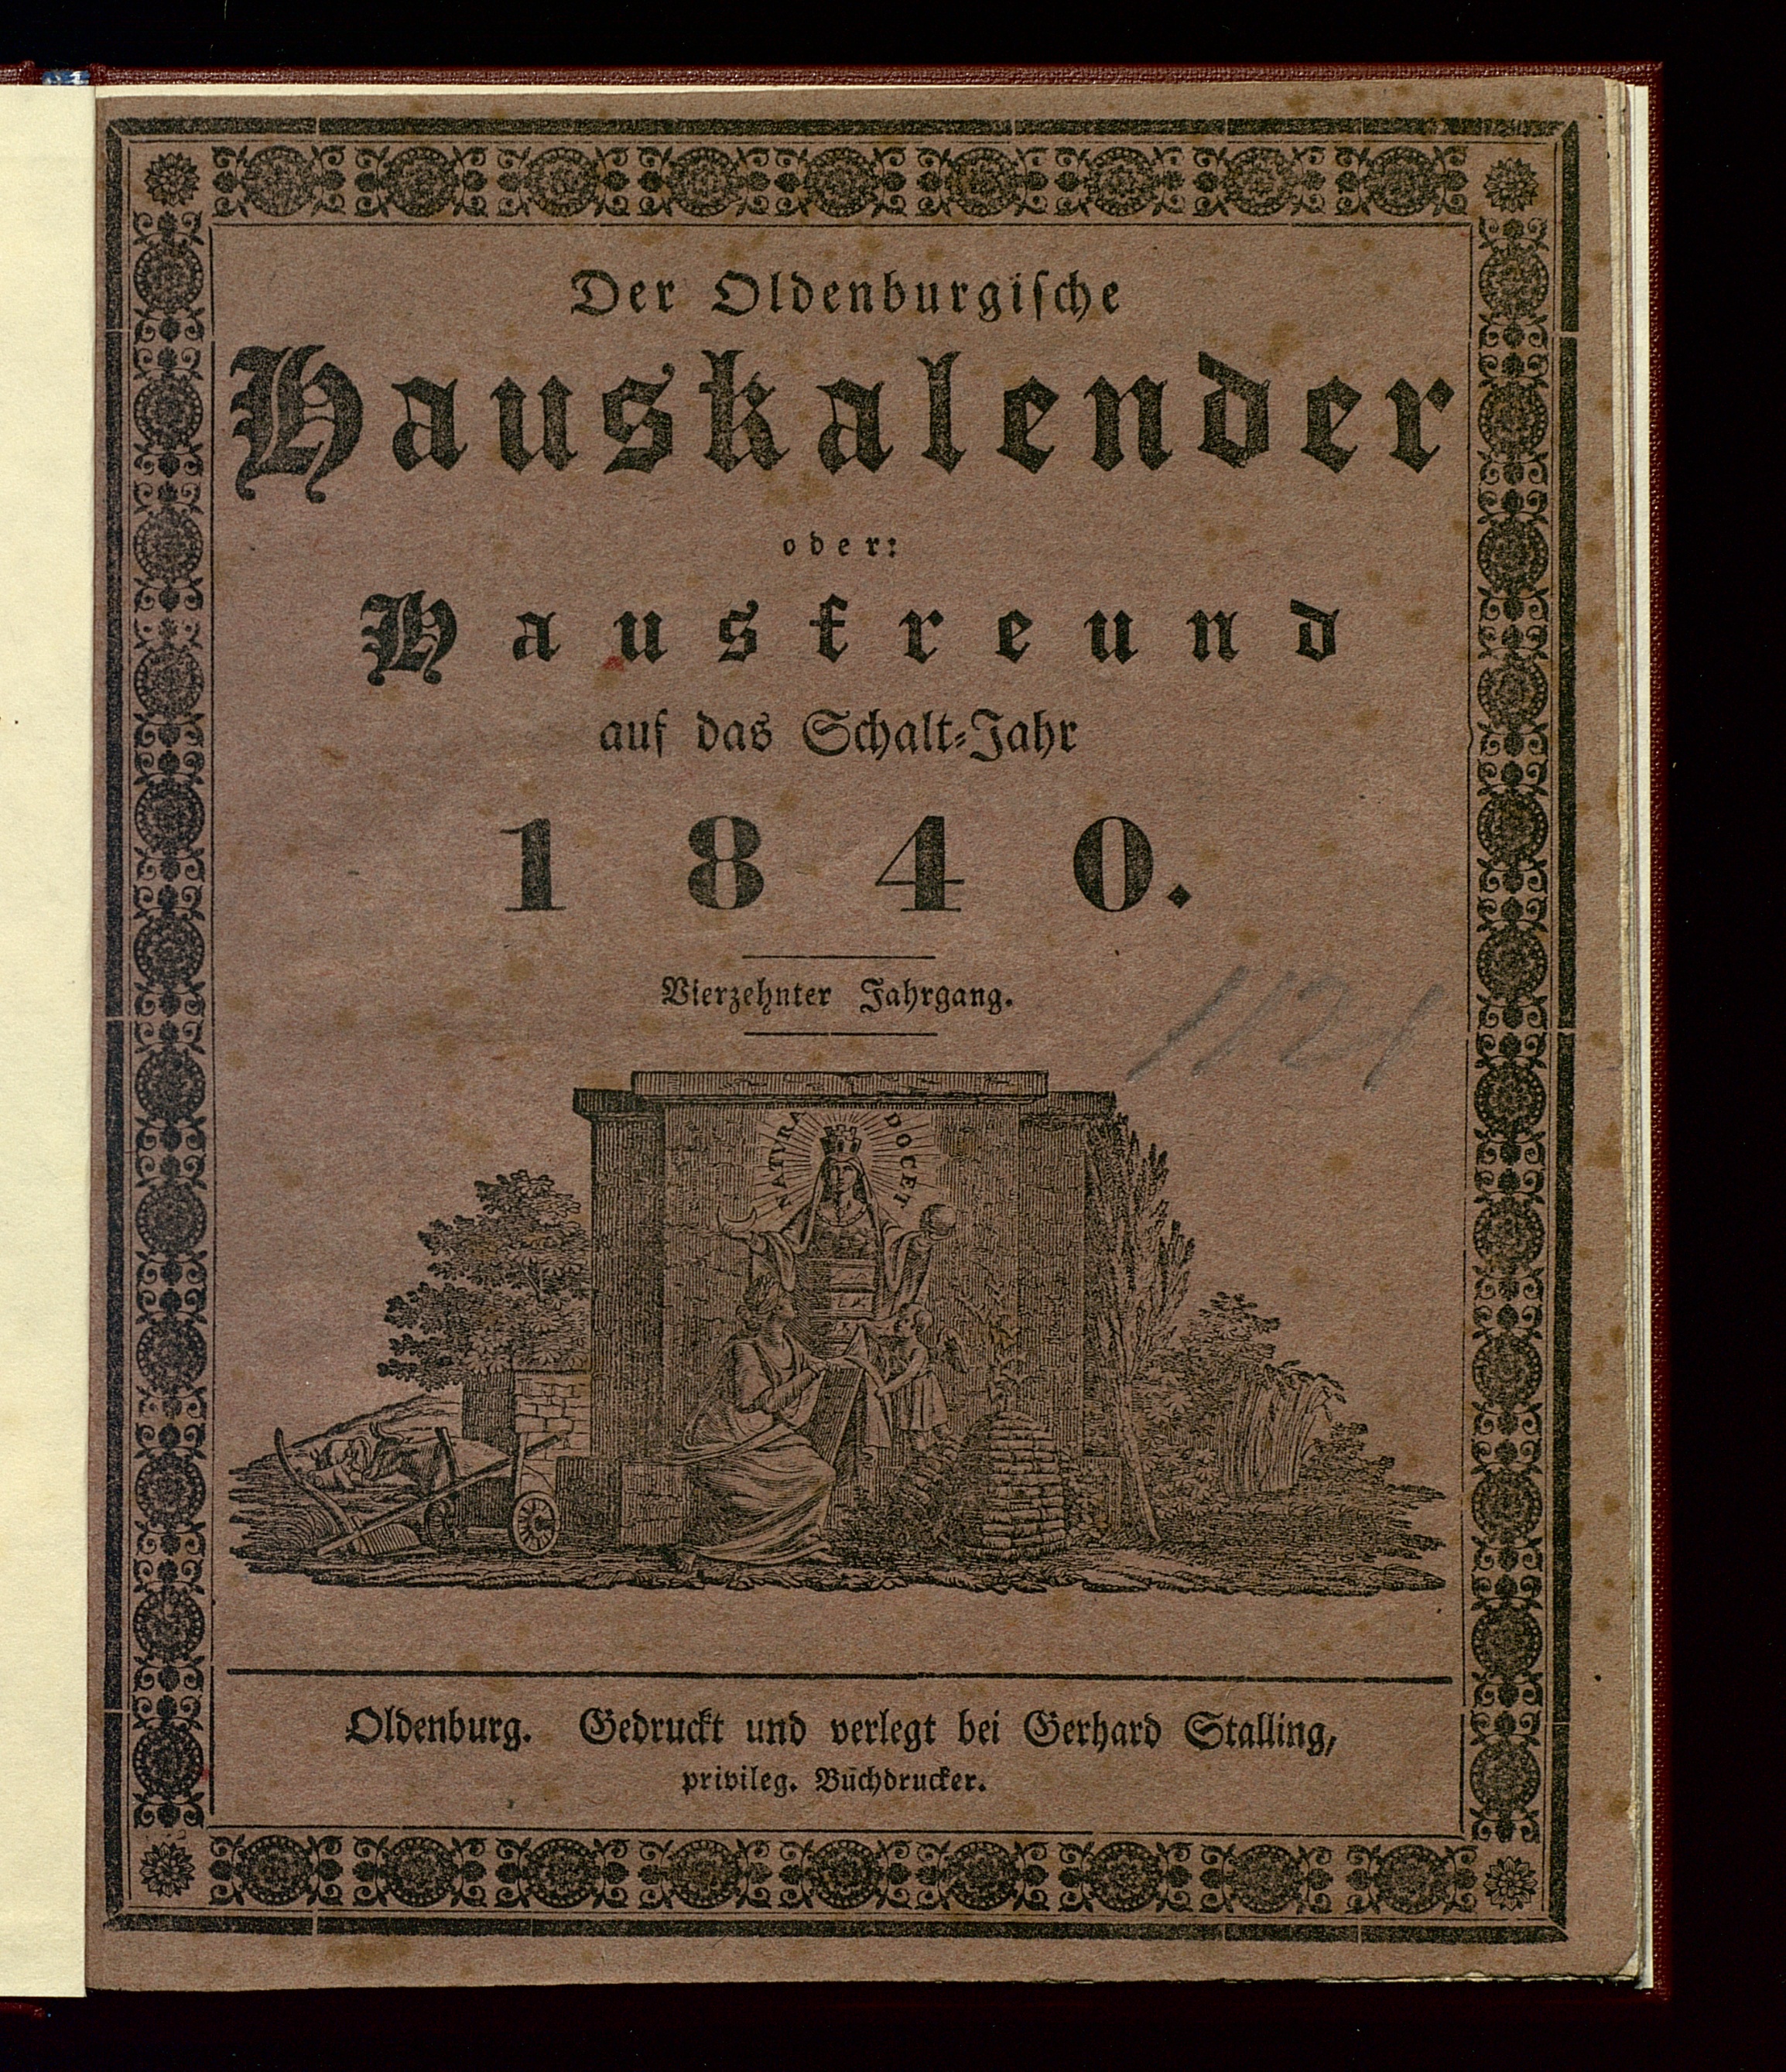 Der Oldenburgische
Hauskalender
oder:
Hausfreund
auf das Schalt-Jahr
1840.
Vierzehnter Jahrgang.
1121
NATURA DOCET
Oldenburg. Gedruckt und verlegt bei Gerhard Stalling,
privileg. Buchdrucker.